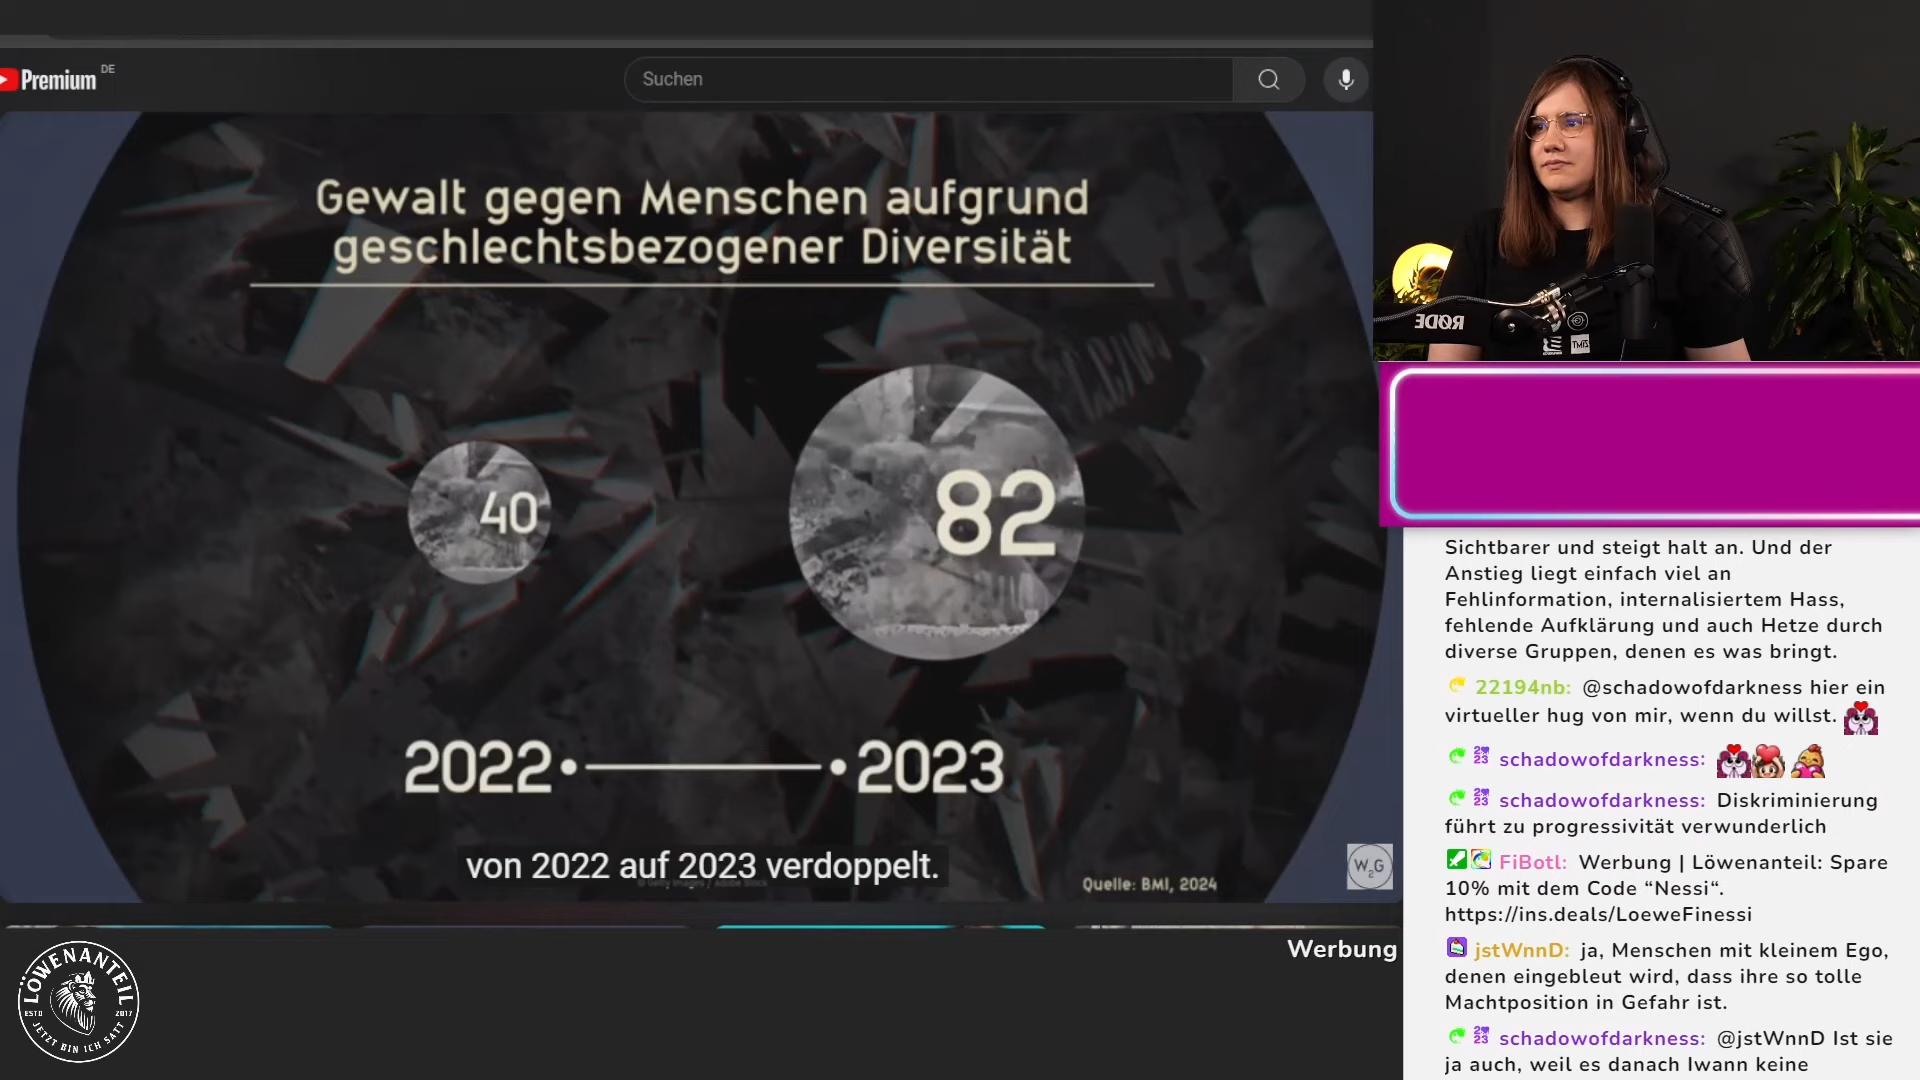 Premium DE
Suchen
Gewalt gegen Menschen aufgrund
geschlechtsbezogener Diversität
40
82
2022 2023
von 2022 auf 2023 verdoppelt.
Quelle: BMI, 2024
W2G
Werbung
LÖWENANTEIL
ESTD 2017
JETZT BIN ICH SATT
RØDE
TMTS
Sichtbarer und steigt halt an. Und der
Anstieg liegt einfach viel an
Fehlinformation, internalisiertem Hass,
fehlende Aufklärung und auch Hetze durch
diverse Gruppen, denen es was bringt.
22194nb: @schadowofdarkness hier ein
virtueller hug von mir, wenn du willst.
schadowofdarkness:
schadowofdarkness: Diskriminierung
führt zu progressivität verwunderlich
FiBotl: Werbung | Löwenanteil: Spare
10% mit dem Code “Nessi“.
https://ins.deals/LoeweFinessi
jstWnnD: ja, Menschen mit kleinem Ego,
denen eingebleut wird, dass ihre so tolle
Machtposition in Gefahr ist.
schadowofdarkness: @jstWnnD Ist sie
ja auch, weil es danach Iwann keine